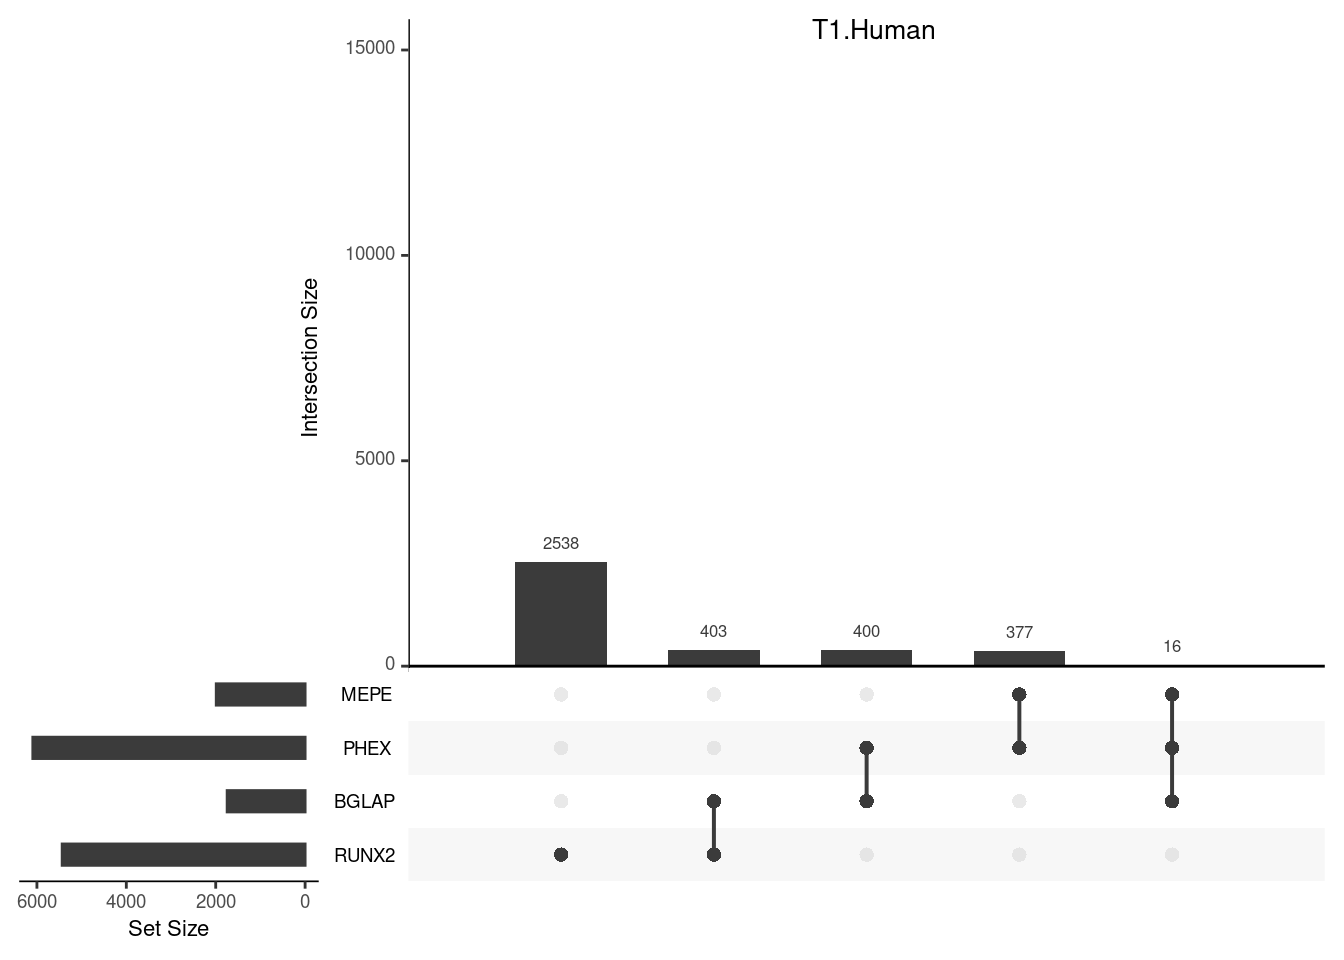 T1.Human
15000
10000
5000
0
Intersection Size
2538
403
400
377
16
MEPE
PHEX
BGLAP
RUNX2
6000 4000 2000 0
Set Size